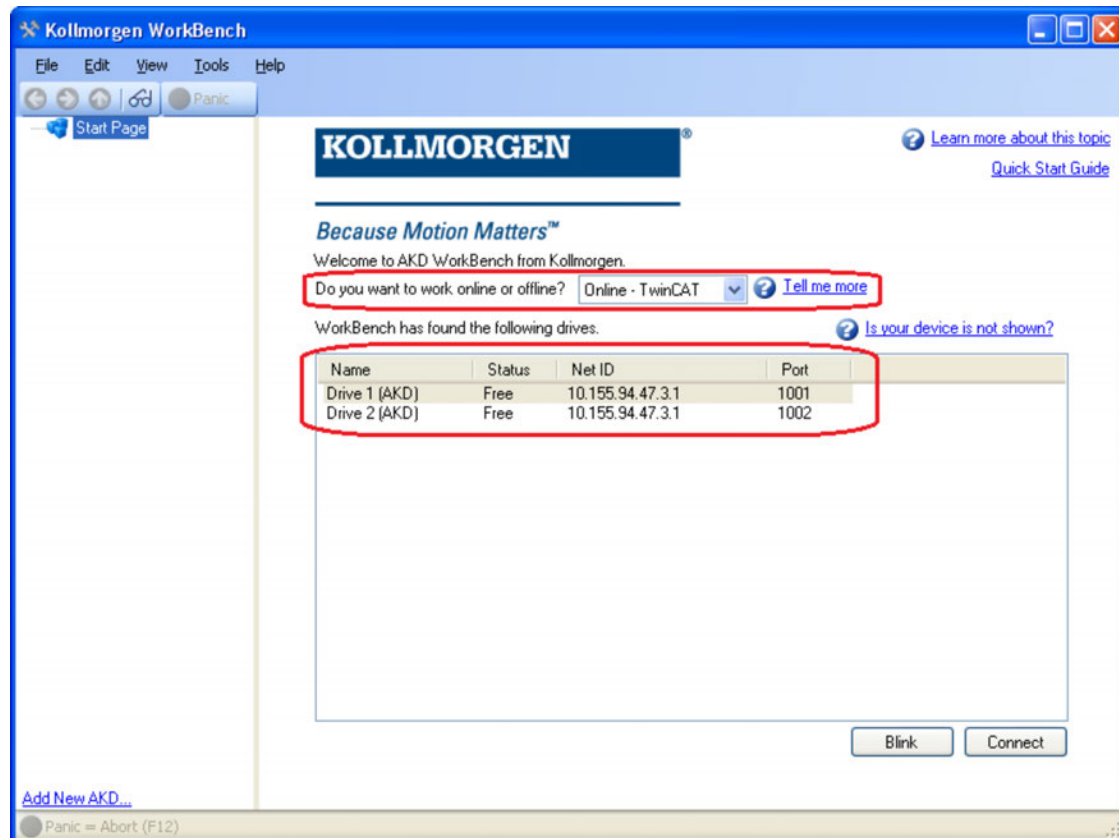 Kollmorgen WorkBench
File Edit View Tools Help
Panic
Start Page
KOLLMORGEN ®
Learn more about this topic
Quick Start Guide
Because Motion Matters™
Welcome to AKD WorkBench from Kollmorgen.
Do you want to work online or offline? Online - TwinCAT Tell me more
WorkBench has found the following drives. Is your device is not shown?
Name Status Net ID Port
Drive 1 (AKD) Free 10.155.94.47.3.1 1001
Drive 2 (AKD) Free 10.155.94.47.3.1 1002
Blink Connect
Add New AKD...
Panic = Abort (F12)